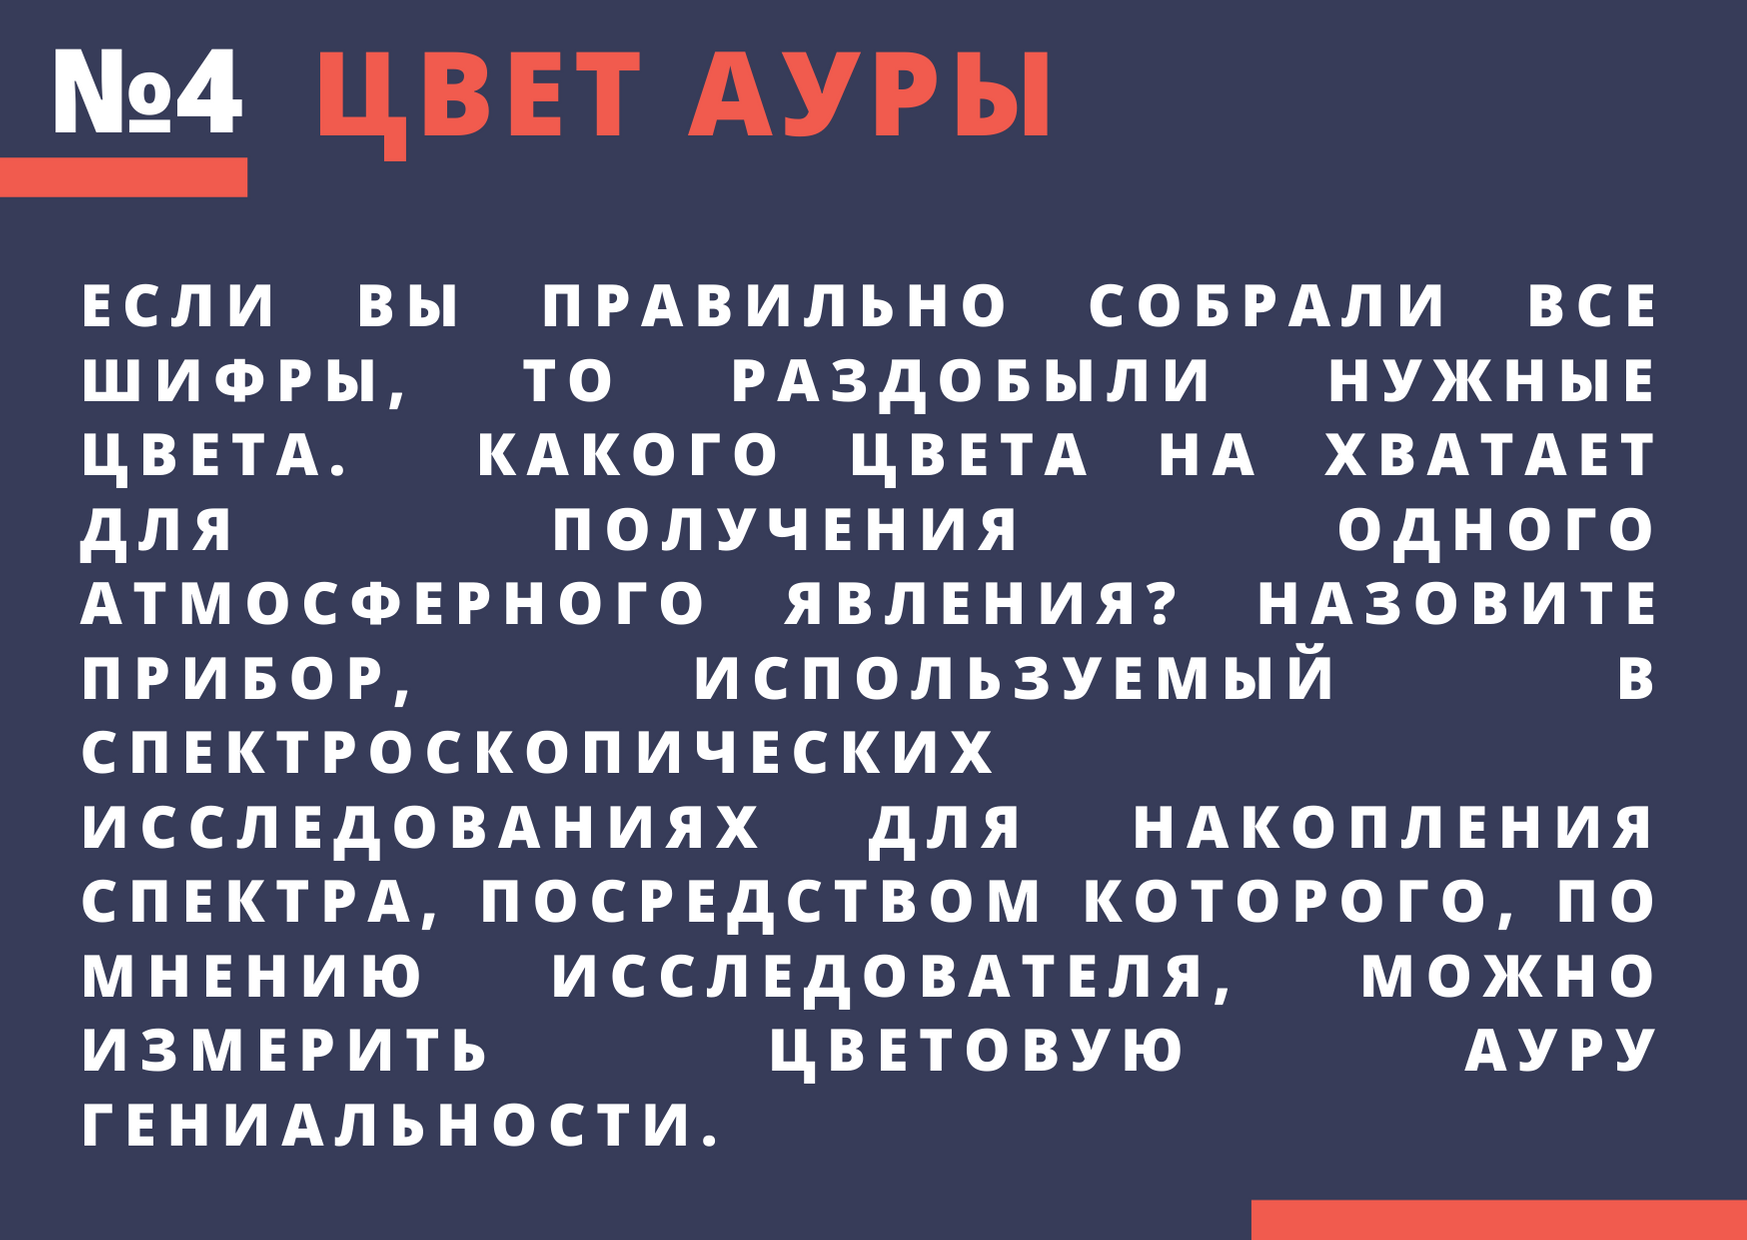 №4 ЦВЕТ АУРЫ
ЕСЛИ ВЫ ПРАВИЛЬНО СОБРАЛИ ВСЕ
ШИФРЫ, ТО РАЗДОБЫЛИ НУЖНЫЕ
ЦВЕТА. КАКОГО ЦВЕТА НА ХВАТАЕТ
ДЛЯ ПОЛУЧЕНИЯ ОДНОГО
АТМОСФЕРНОГО ЯВЛЕНИЯ? НАЗОВИТЕ
ПРИБОР, ИСПОЛЬЗУЕМЫЙ В
СПЕКТРОСКОПИЧЕСКИХ
ИССЛЕДОВАНИЯХ ДЛЯ НАКОПЛЕНИЯ
СПЕКТРА, ПОСРЕДСТВОМ КОТОРОГО, ПО
МНЕНИЮ ИССЛЕДОВАТЕЛЯ, МОЖНО
ИЗМЕРИТЬ ЦВЕТОВУЮ АУРУ
ГЕНИАЛЬНОСТИ.